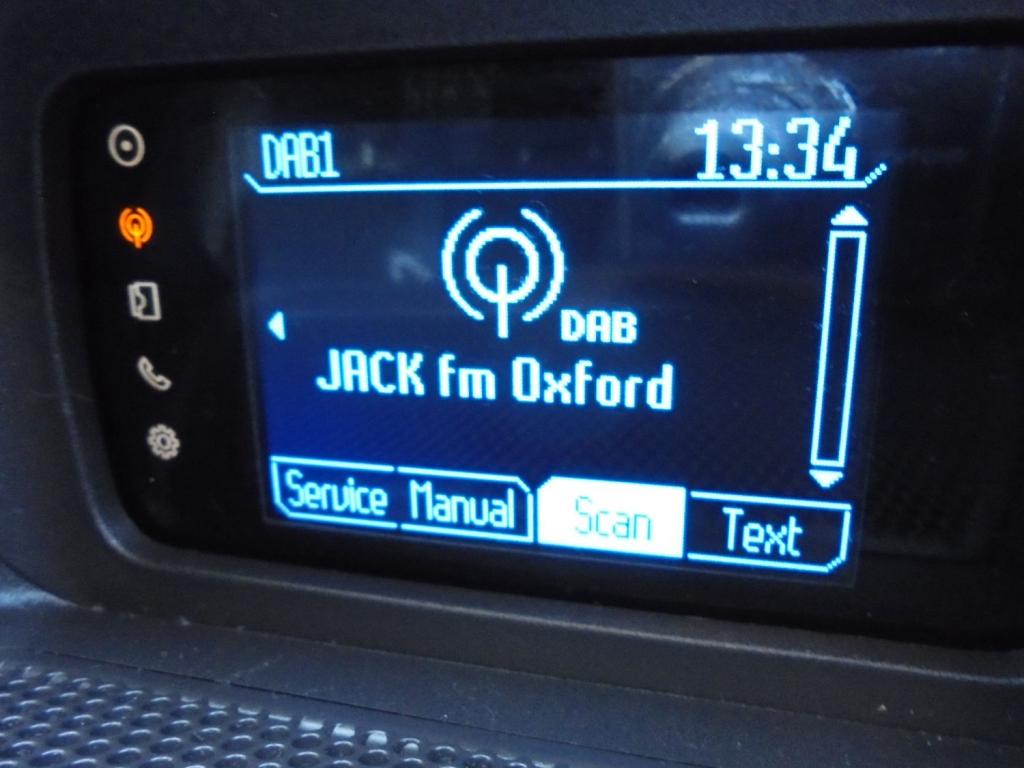 DAB1 13:34
DAB
JACK fm Oxford
Service Manual Scan Text